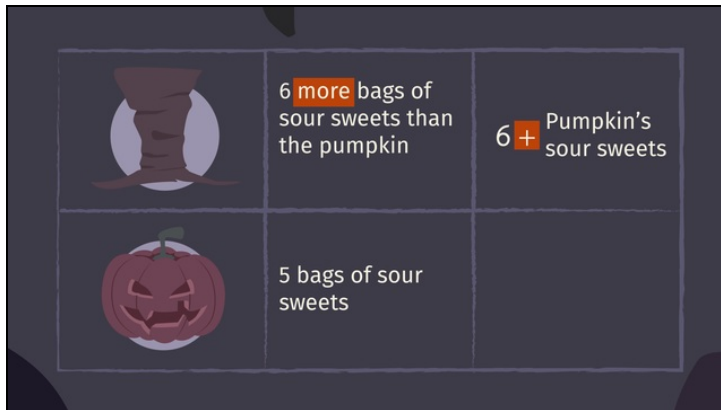 6 more bags of
sour sweets than
the pumpkin
6 + Pumpkin's
sour sweets
5 bags of sour
sweets